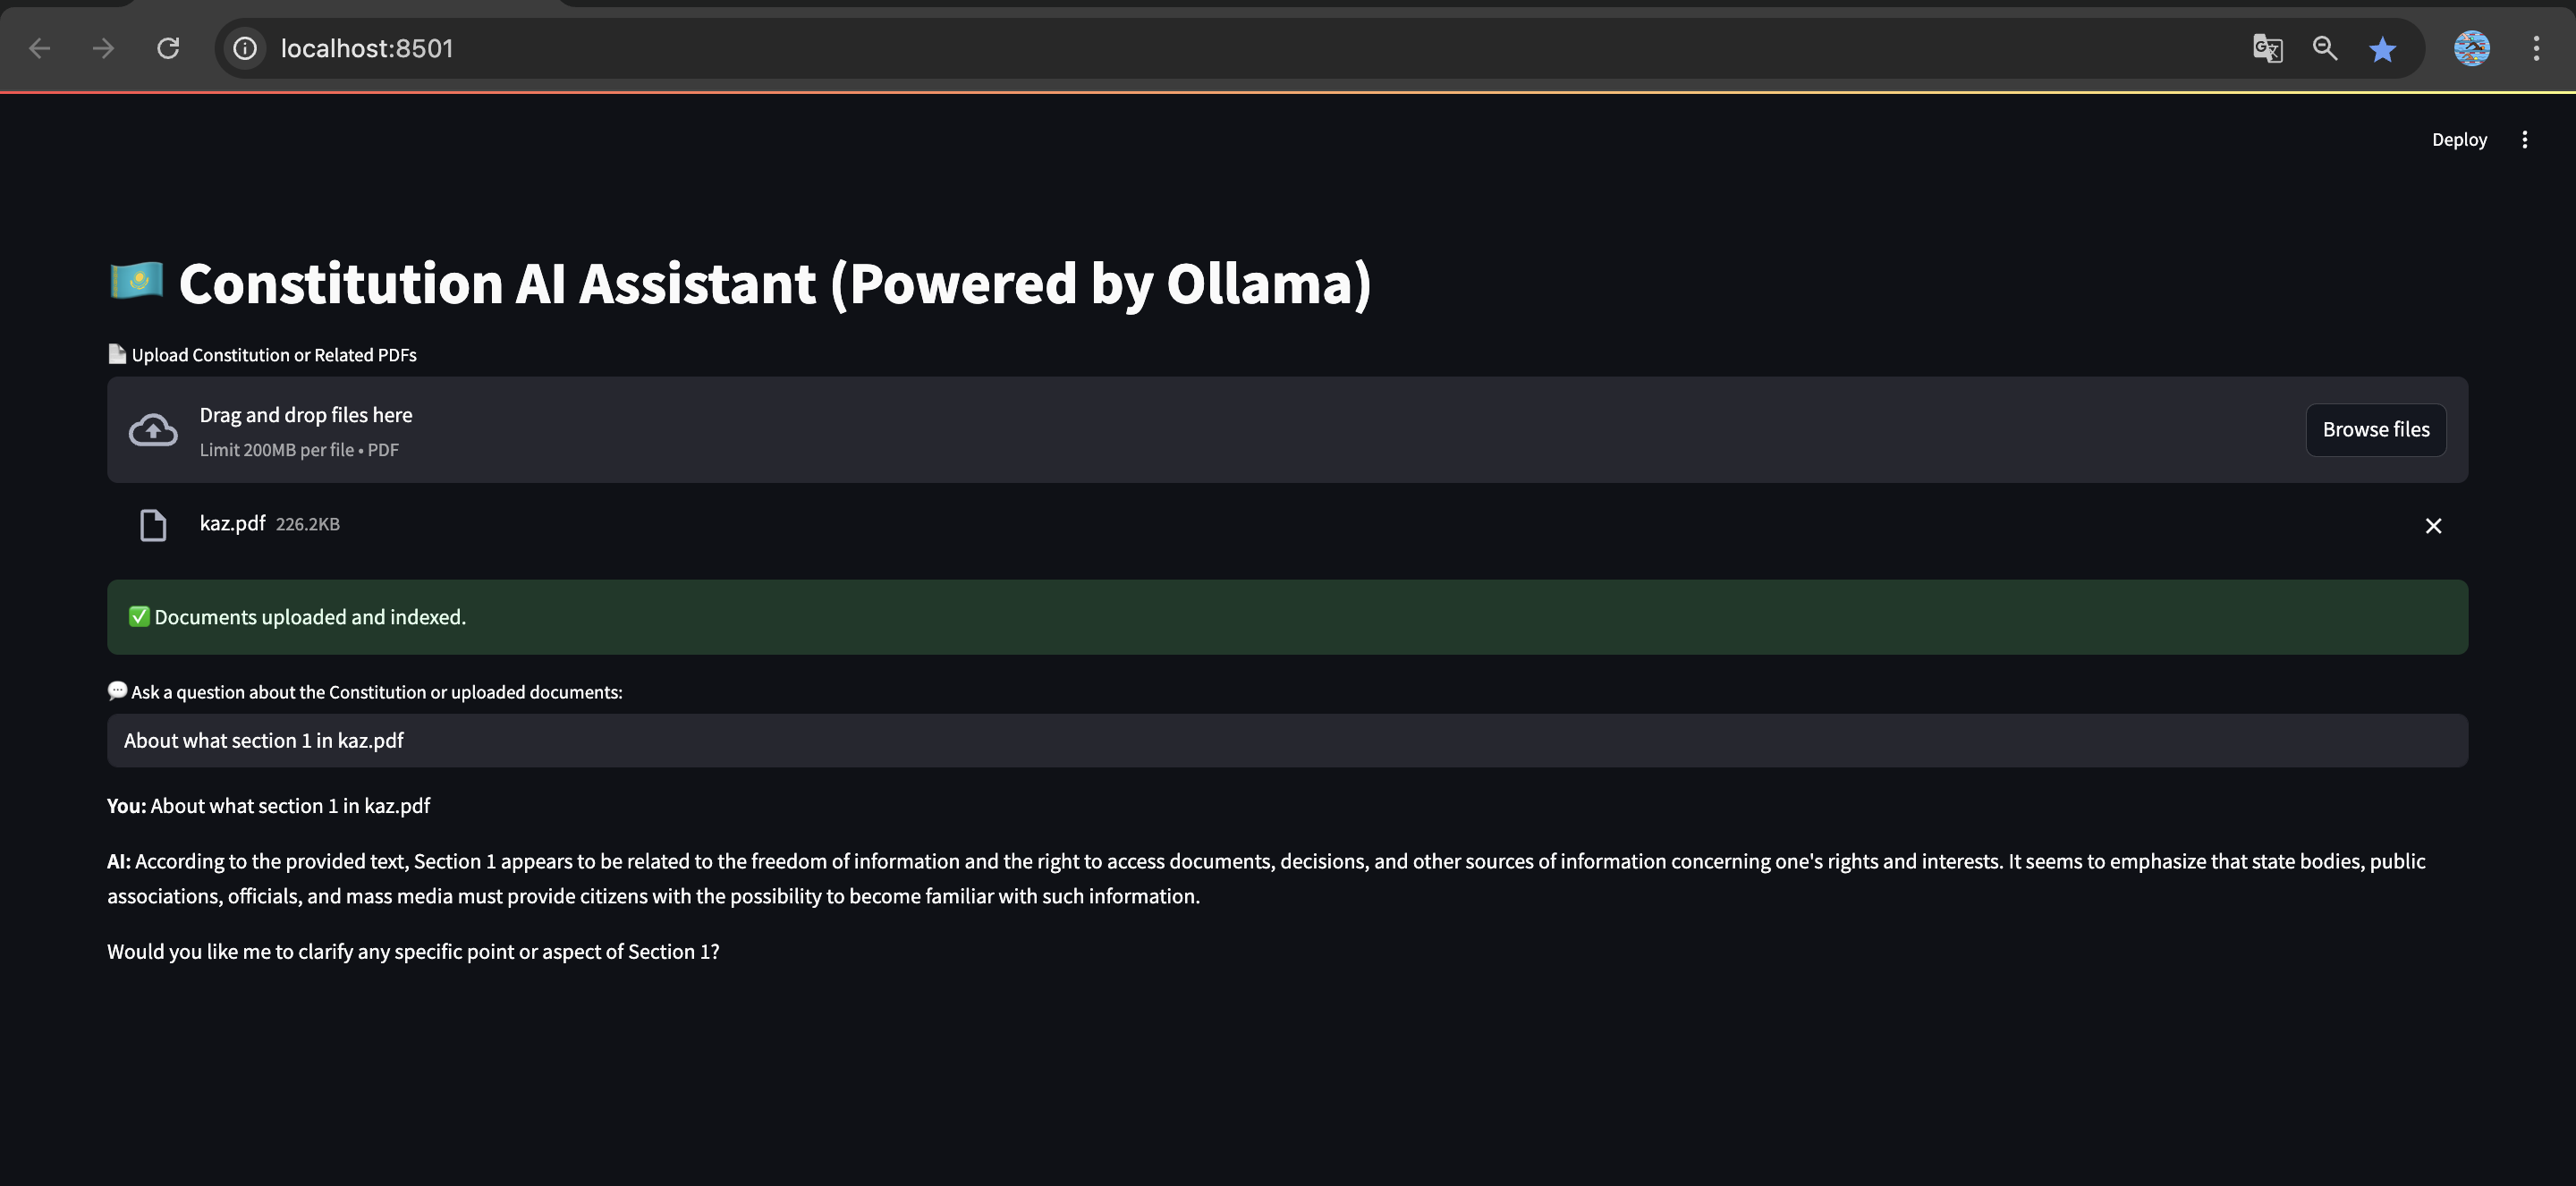 localhost:8501
Deploy
Constitution AI Assistant (Powered by Ollama)
Upload Constitution or Related PDFs
Drag and drop files here
Limit 200MB per file • PDF
Browse files
kaz.pdf 226.2KB
Documents uploaded and indexed.
Ask a question about the Constitution or uploaded documents:
About what section 1 in kaz.pdf
You: About what section 1 in kaz.pdf
AI: According to the provided text, Section 1 appears to be related to the freedom of information and the right to access documents, decisions, and other sources of information concerning one's rights and interests. It seems to emphasize that state bodies, public
associations, officials, and mass media must provide citizens with the possibility to become familiar with such information.
Would you like me to clarify any specific point or aspect of Section 1?